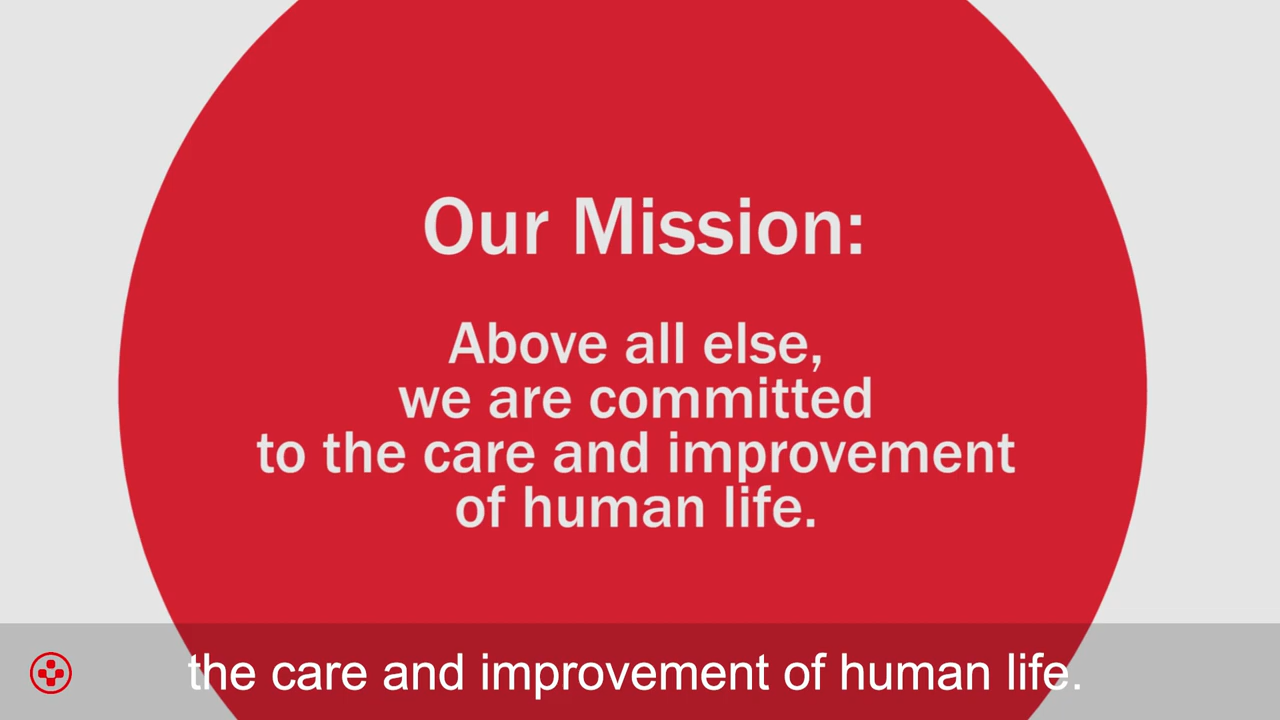 Our Mission:
Above all else,
we are committed
to the care and improvement
of human life.
the care and improvement of human life.